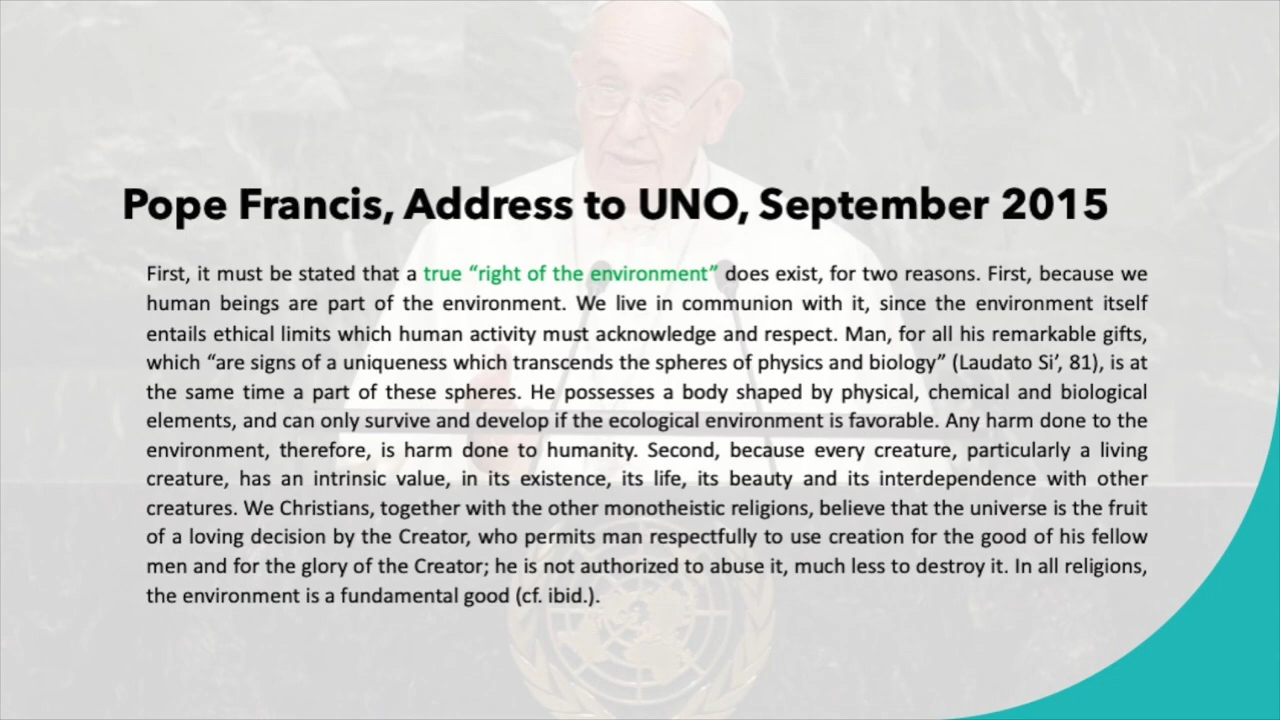 Pope Francis, Address to UNO, September 2015
First, it must be stated that a true “right of the environment” does exist, for two reasons. First, because we
human beings are part of the environment. We live in communion with it, since the environment itself
entails ethical limits which human activity must acknowledge and respect. Man, for all his remarkable gifts,
which “are signs of a uniqueness which transcends the spheres of physics and biology” (Laudato Si’, 81), is at
the same time a part of these spheres. He possesses a body shaped by physical, chemical and biological
elements, and can only survive and develop if the ecological environment is favorable. Any harm done to the
environment, therefore, is harm done to humanity. Second, because every creature, particularly a living
creature, has an intrinsic value, in its existence, its life, its beauty and its interdependence with other
creatures. We Christians, together with the other monotheistic religions, believe that the universe is the fruit
of a loving decision by the Creator, who permits man respectfully to use creation for the good of his fellow
men and for the glory of the Creator; he is not authorized to abuse it, much less to destroy it. In all religions,
the environment is a fundamental good (cf. ibid.).